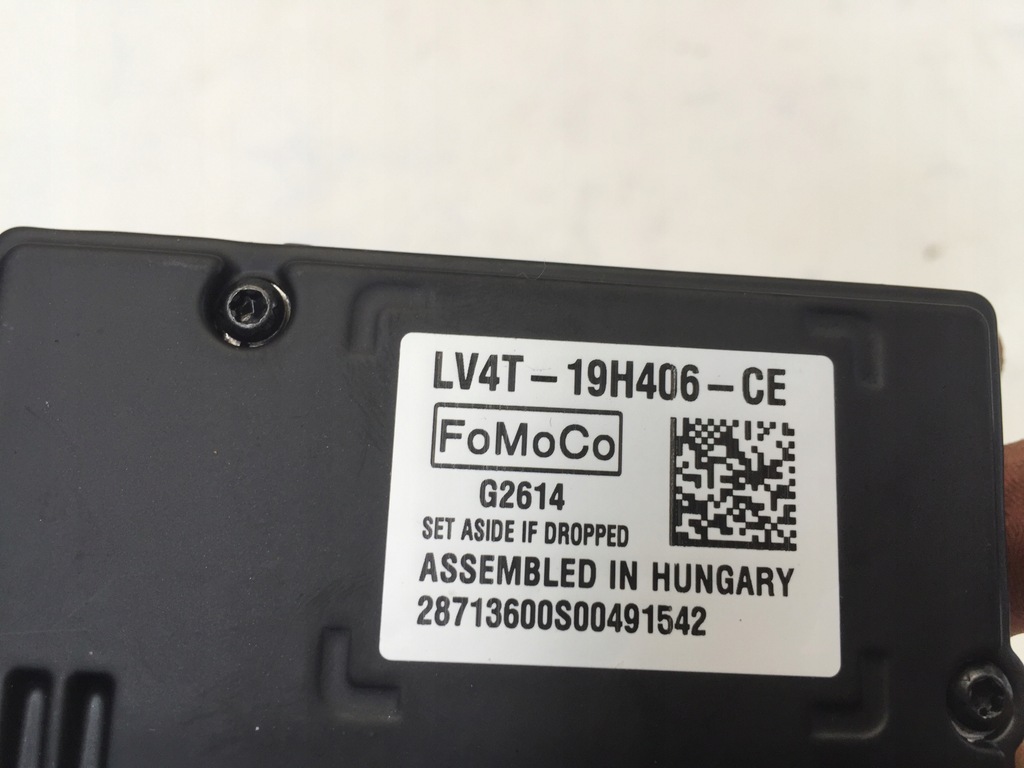 LV4T-19H406-CE
FoMoCo
G2614
SET ASIDE IF DROPPED
ASSEMBLED IN HUNGARY
28713600S00491542